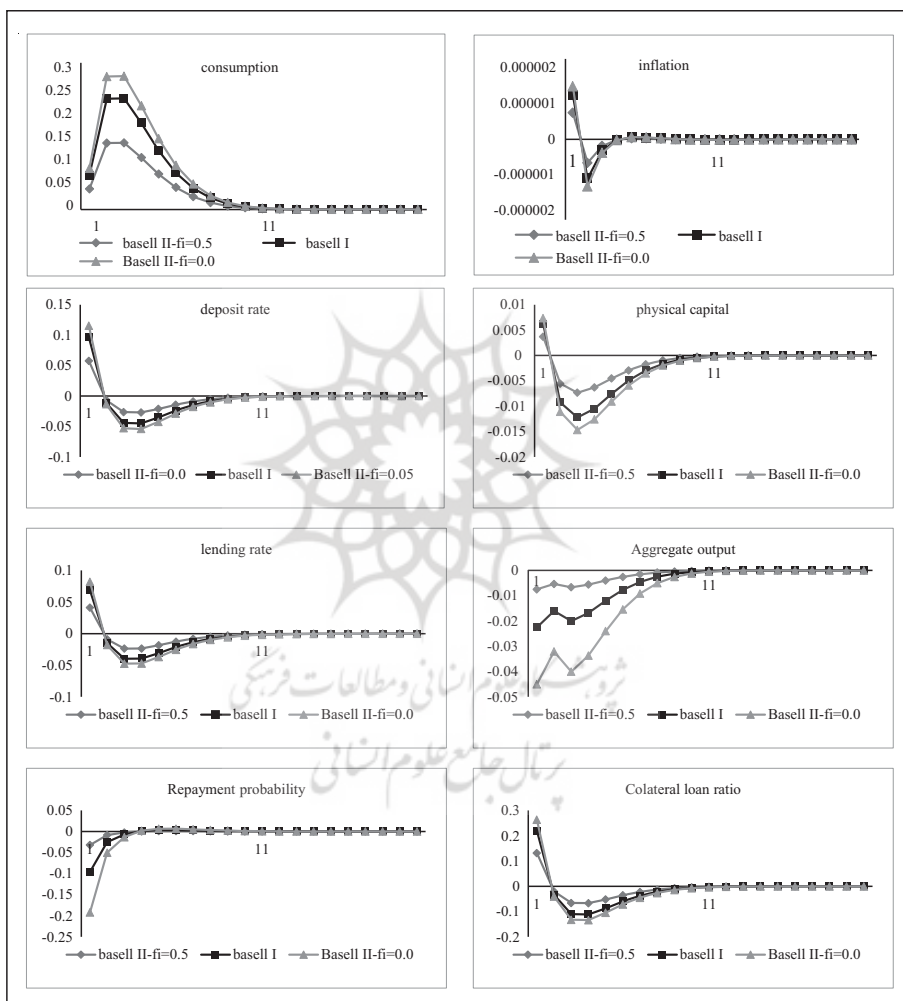 consumption
0.3
0.25
0.2
0.15
0.1
0.05
0
1 11
basell II-fi=0.5 basell I
Basell II-fi=0.0
inflation
0.000002
0.000001
0
-0.000001
-0.000002
1 11
basell II-fi=0.5 basell I
Basell II-fi=0.0
deposit rate
0.15
0.1
0.05
0
-0.05
-0.1
1 11
basell II-fi=0.0 basell I Basell II-fi=0.05
physical capital
0.01
0.005
0
-0.005
-0.01
-0.015
-0.02
1 11
basell II-fi=0.5 basell I Basell II-fi=0.0
lending rate
0.1
0.05
0
-0.05
-0.1
1 11
basell II-fi=0.5 basell I Basell II-fi=0.0
Aggregate output
0
-0.01
-0.02
-0.03
-0.04
-0.05
1 11
basell II-fi=0.5 basell I Basell II-fi=0.0
پژوهشگاه علوم انسانی و مطالعات فرهنگی
پرتال جامع علوم انسانی
Repayment probability
0.05
0
-0.05
-0.1
-0.15
-0.2
-0.25
1 11
basell II-fi=0.5 basell I Basell II-fi=0.0
Colateral loan ratio
0.3
0.2
0.1
0
-0.1
-0.2
1 11
basell II-fi=0.5 basell I Basell II-fi=0.0